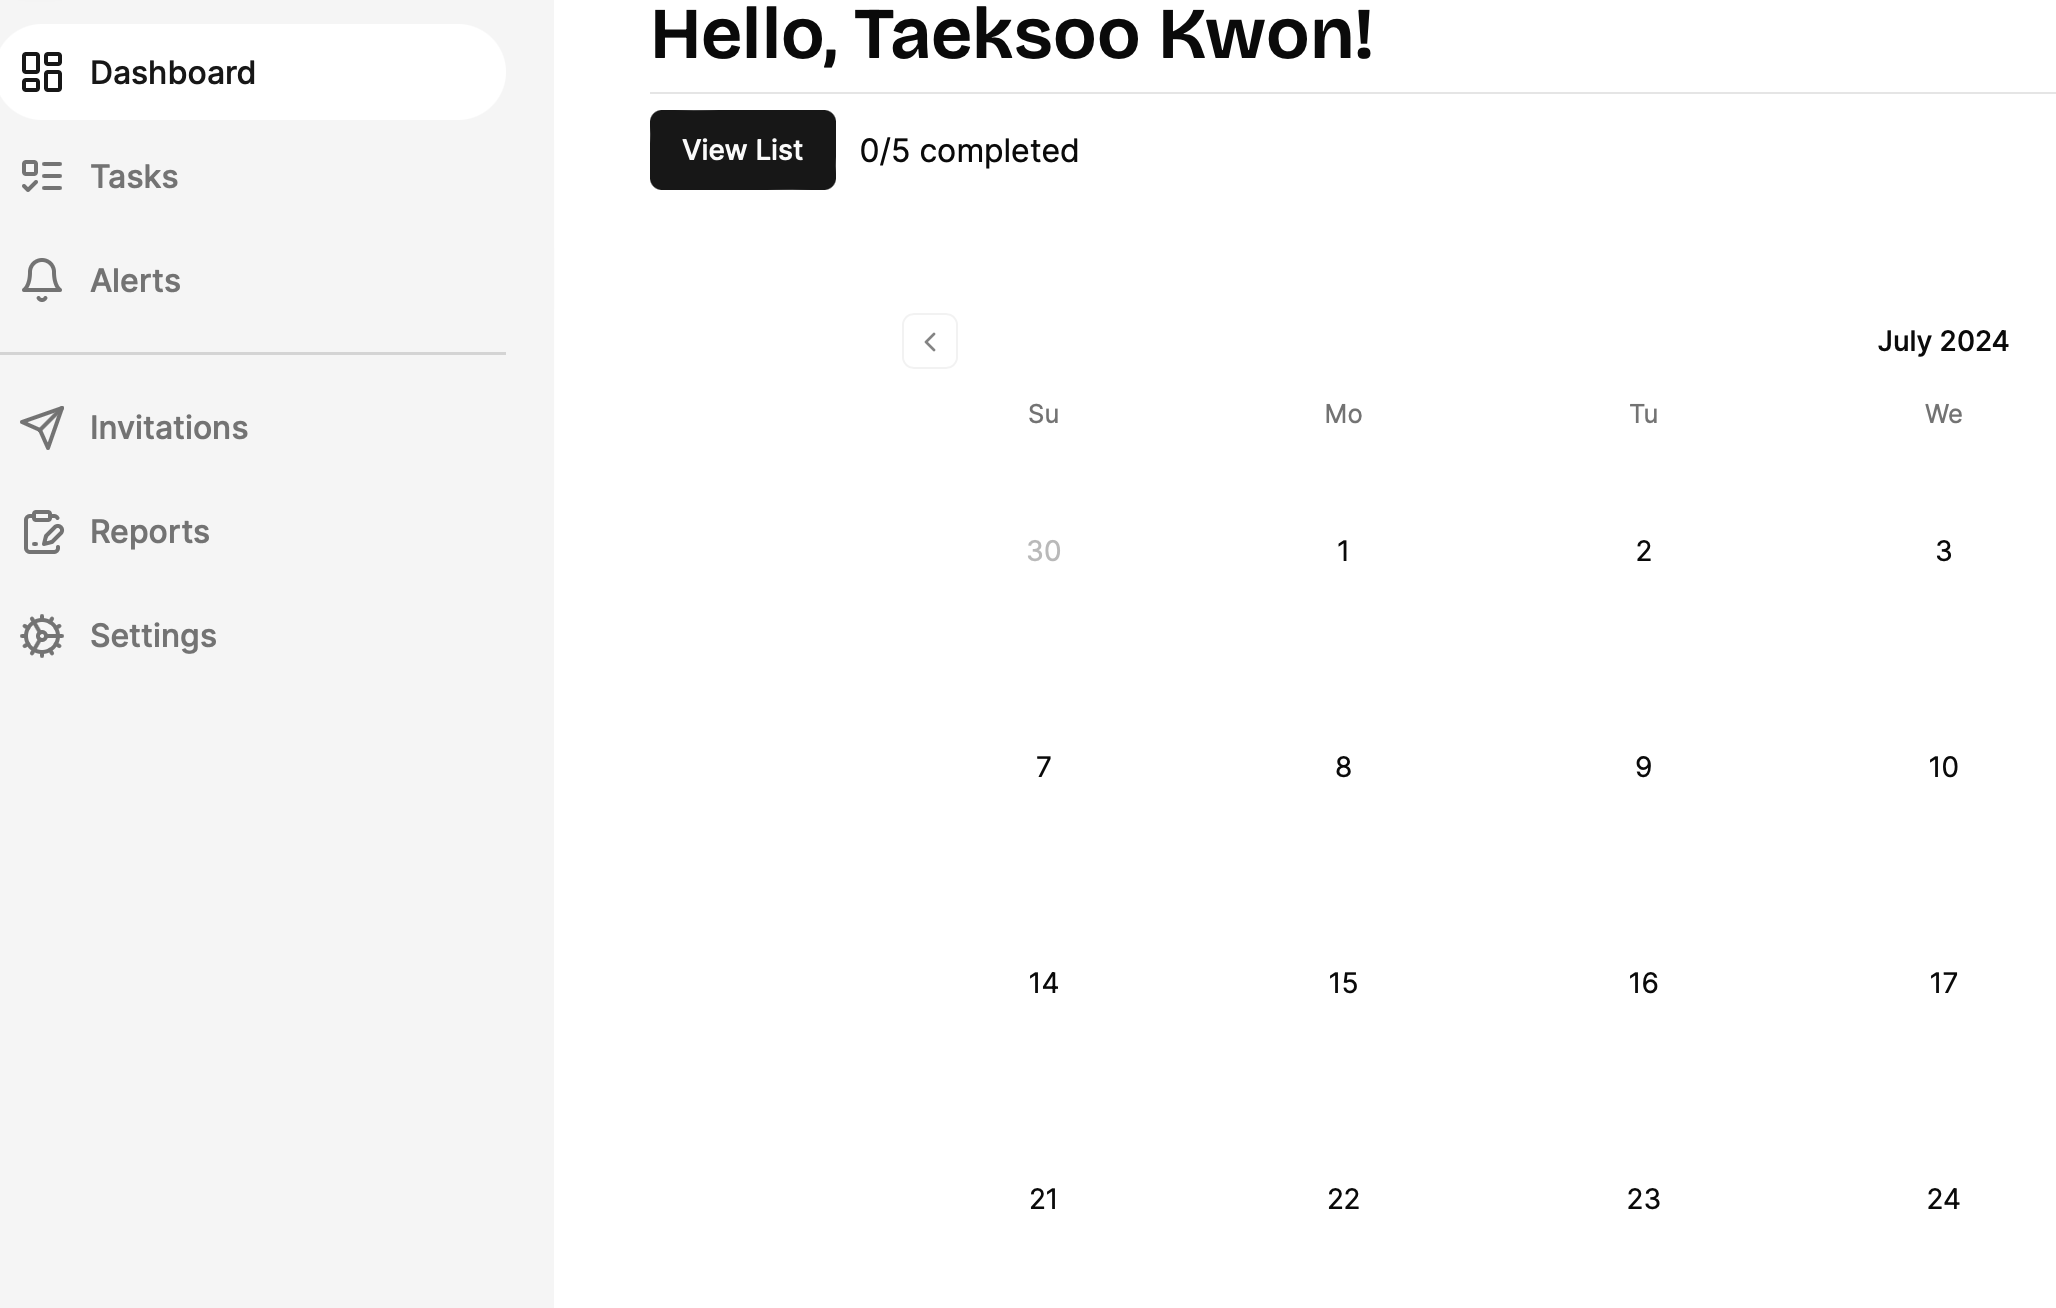 Hello, Taeksoo Kwon!
Dashboard
Tasks
Alerts
Invitations
Reports
Settings
View List 0/5 completed
July 2024
Su Mo Tu We
30 1 2 3
7 8 9 10
14 15 16 17
21 22 23 24